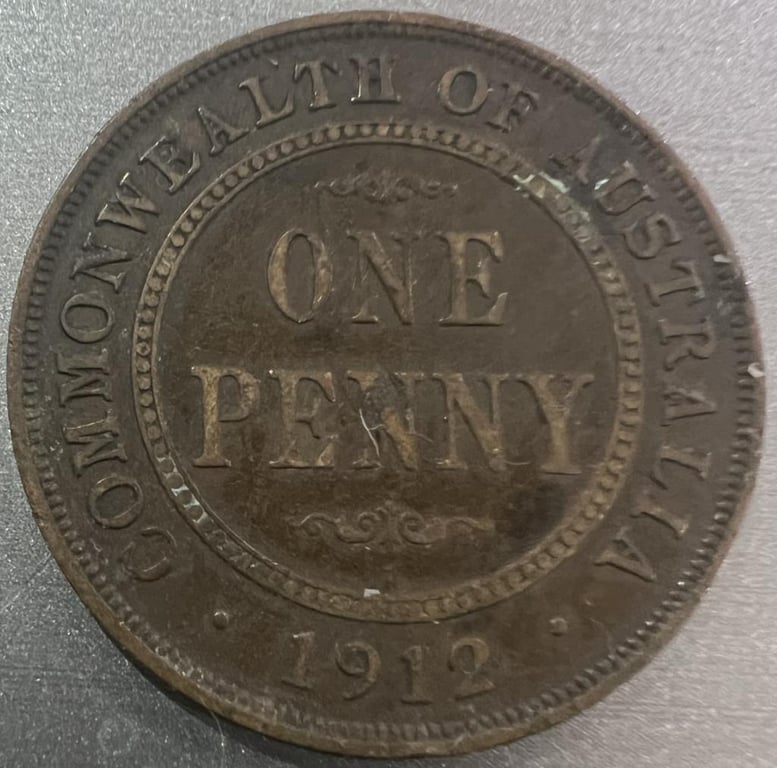 COMMONWEALTH OF AUSTRALIA
ONE
PENNY
· 1912 ·